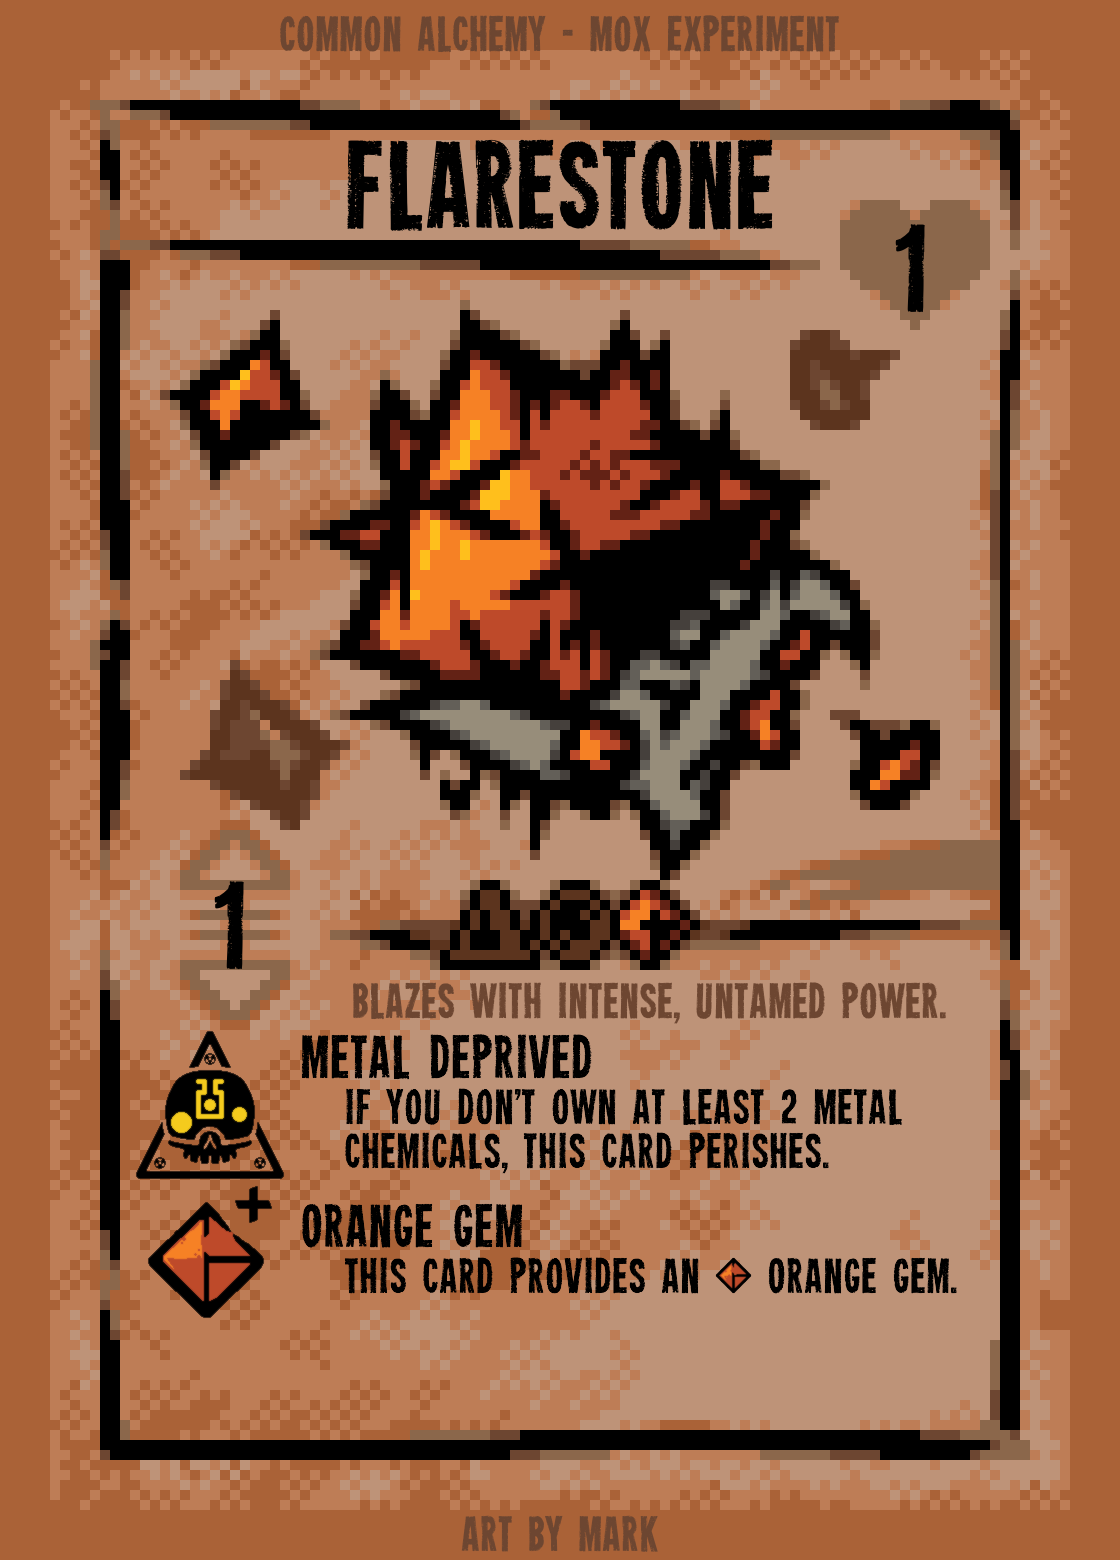 COMMON ALCHEMY - MOX EXPERIMENT
FLARESTONE
1
1
BLAZES WITH INTENSE, UNTAMED POWER.
METAL DEPRIVED
IF YOU DON'T OWN AT LEAST 2 METAL
CHEMICALS, THIS CARD PERISHES.
ORANGE GEM
THIS CARD PROVIDES AN ORANGE GEM.
ART BY MARK